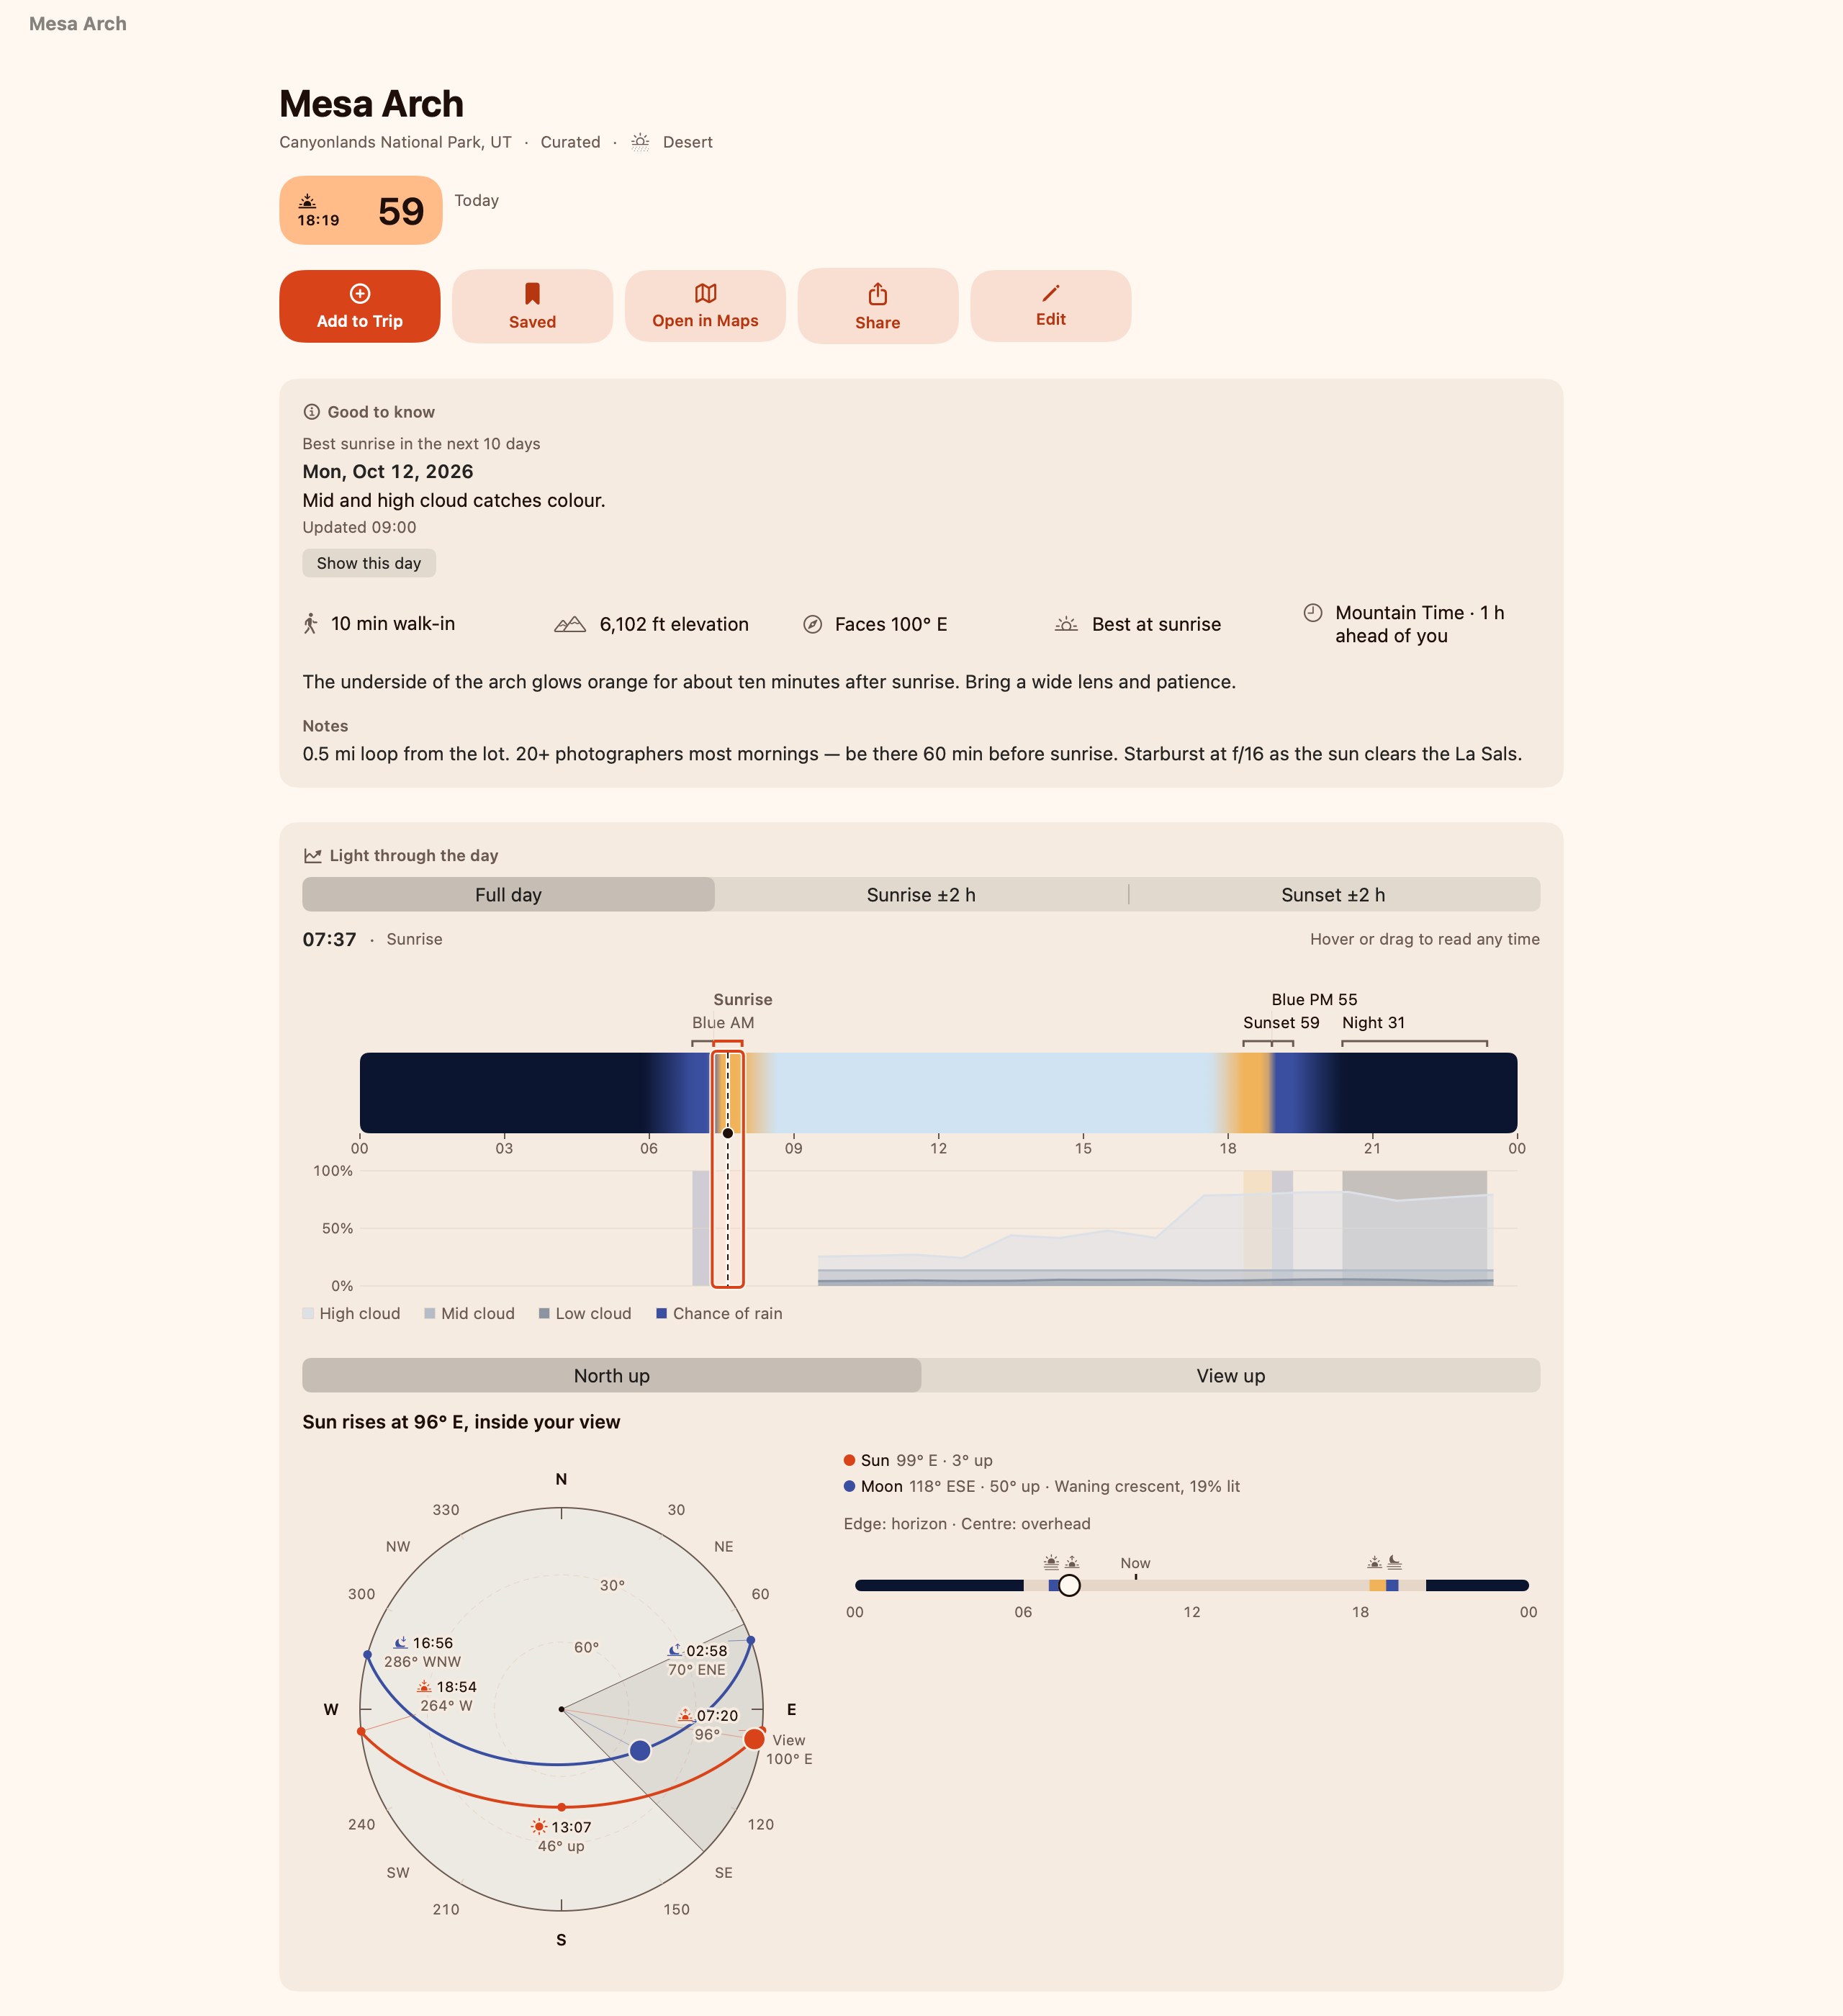 Mesa Arch
Mesa Arch
Canyonlands National Park, UT · Curated · Desert
18:19
59
Today
Add to Trip
Saved
Open in Maps
Share
Edit
Good to know
Best sunrise in the next 10 days
Mon, Oct 12, 2026
Mid and high cloud catches colour.
Updated 09:00
Show this day
10 min walk-in
6,102 ft elevation
Faces 100° E
Best at sunrise
Mountain Time · 1 h
ahead of you
The underside of the arch glows orange for about ten minutes after sunrise. Bring a wide lens and patience.
Notes
0.5 mi loop from the lot. 20+ photographers most mornings — be there 60 min before sunrise. Starburst at f/16 as the sun clears the La Sals.
Light through the day
Full day
Sunrise ±2 h
Sunset ±2 h
07:37 · Sunrise
Hover or drag to read any time
Sunrise
Blue AM
Blue PM 55
Sunset 59
Night 31
00 03 06 09 12 15 18 21 00
100%
50%
0%
High cloud
Mid cloud
Low cloud
Chance of rain
North up
View up
Sun rises at 96° E, inside your view
Sun 99° E · 3° up
Moon 118° ESE · 50° up · Waning crescent, 19% lit
Edge: horizon · Centre: overhead
Now
00 06 12 18 00
N
330
30
NW
NE
30°
300
60
60°
16:56
286° WNW
02:58
70° ENE
18:54
264° W
W
E
07:20
96°
View
100° E
13:07
46° up
240
120
SW
SE
210
150
S